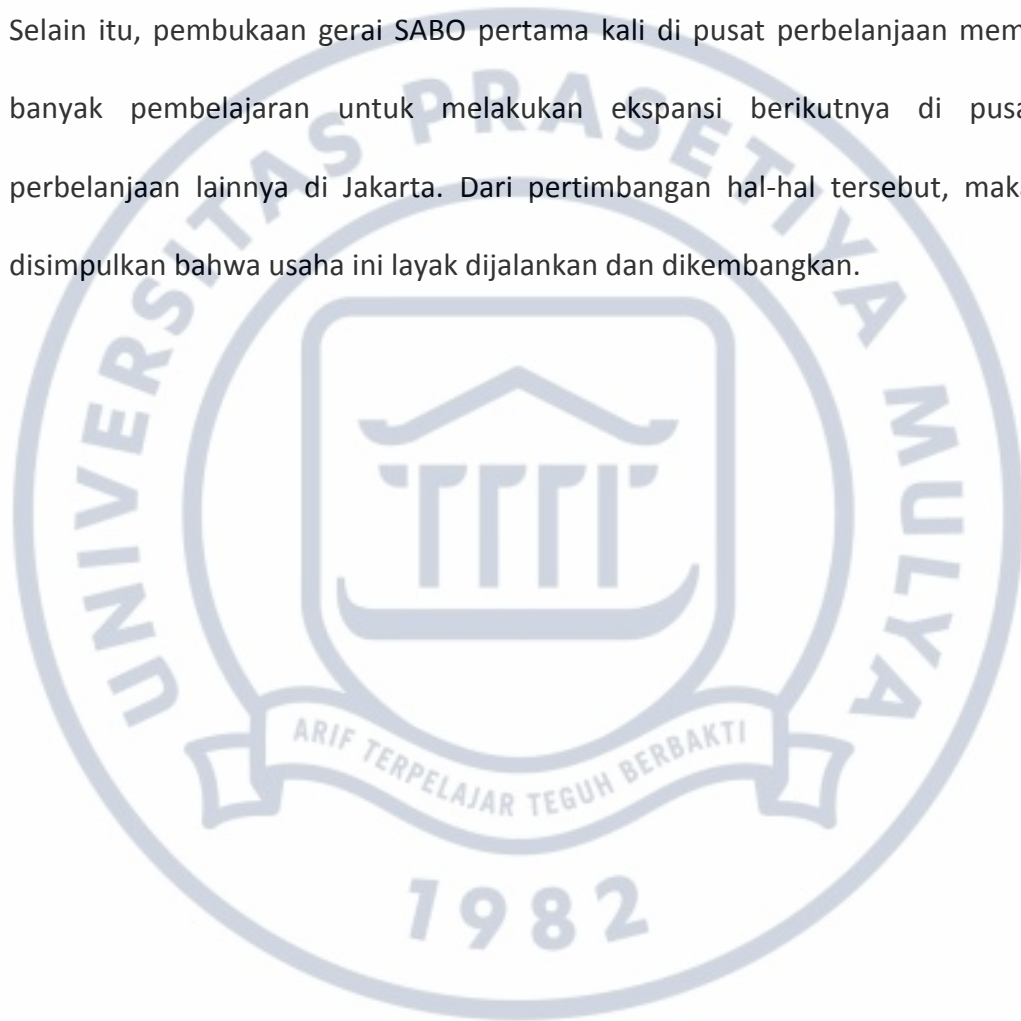 Selain itu, pembukaan gerai SABO pertama kali di pusat perbelanjaan mem
banyak pembelajaran untuk melakukan ekspansi berikutnya di pusa
perbelanjaan lainnya di Jakarta. Dari pertimbangan hal-hal tersebut, mak
disimpulkan bahwa usaha ini layak dijalankan dan dikembangkan.
UNIVERSITAS PRASETIYA MULYA
ARIF TERPELAJAR TEGUH BERBAKTI
1982